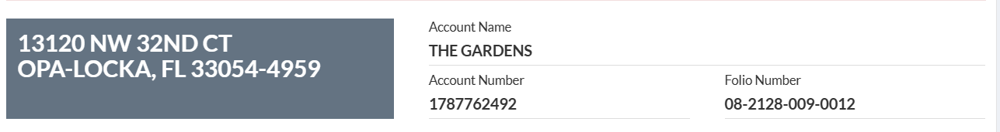 13120 NW 32ND CT
OPA-LOCKA, FL 33054-4959
Account Name
THE GARDENS
Account Number
1787762492
Folio Number
08-2128-009-0012